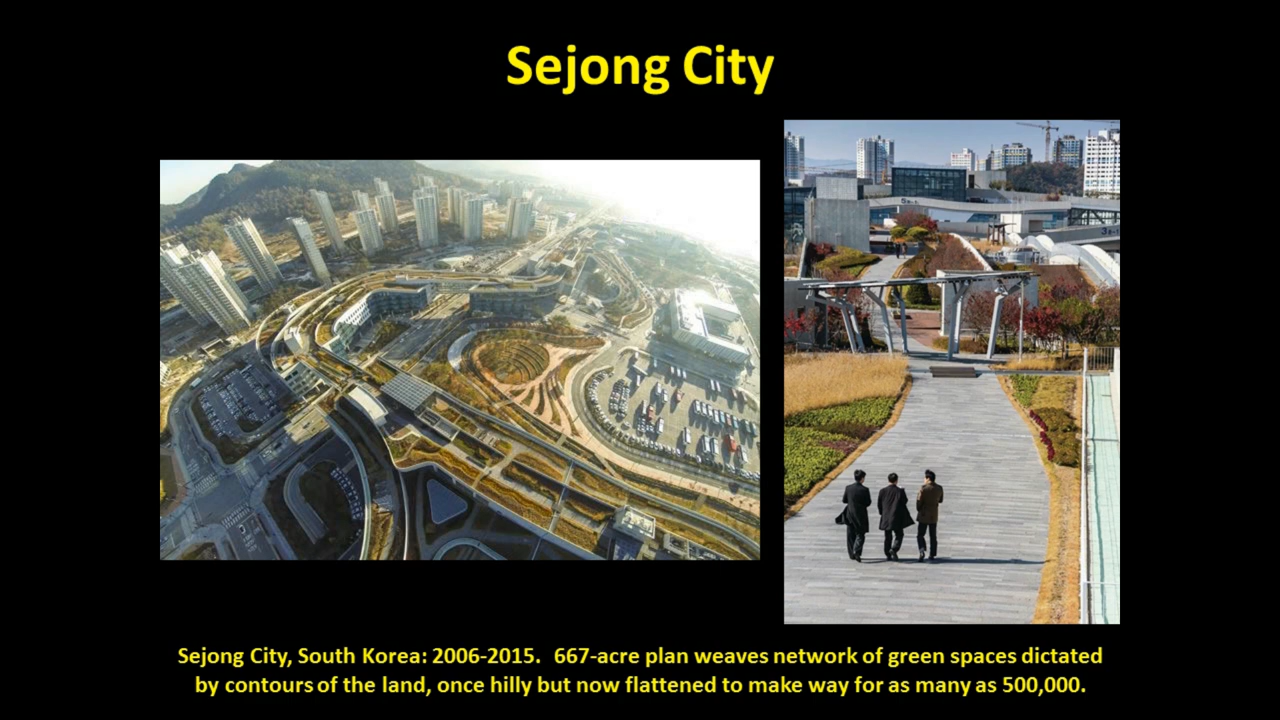 Sejong City
Sejong City, South Korea: 2006-2015.  667-acre plan weaves network of green spaces dictated
by contours of the land, once hilly but now flattened to make way for as many as 500,000.